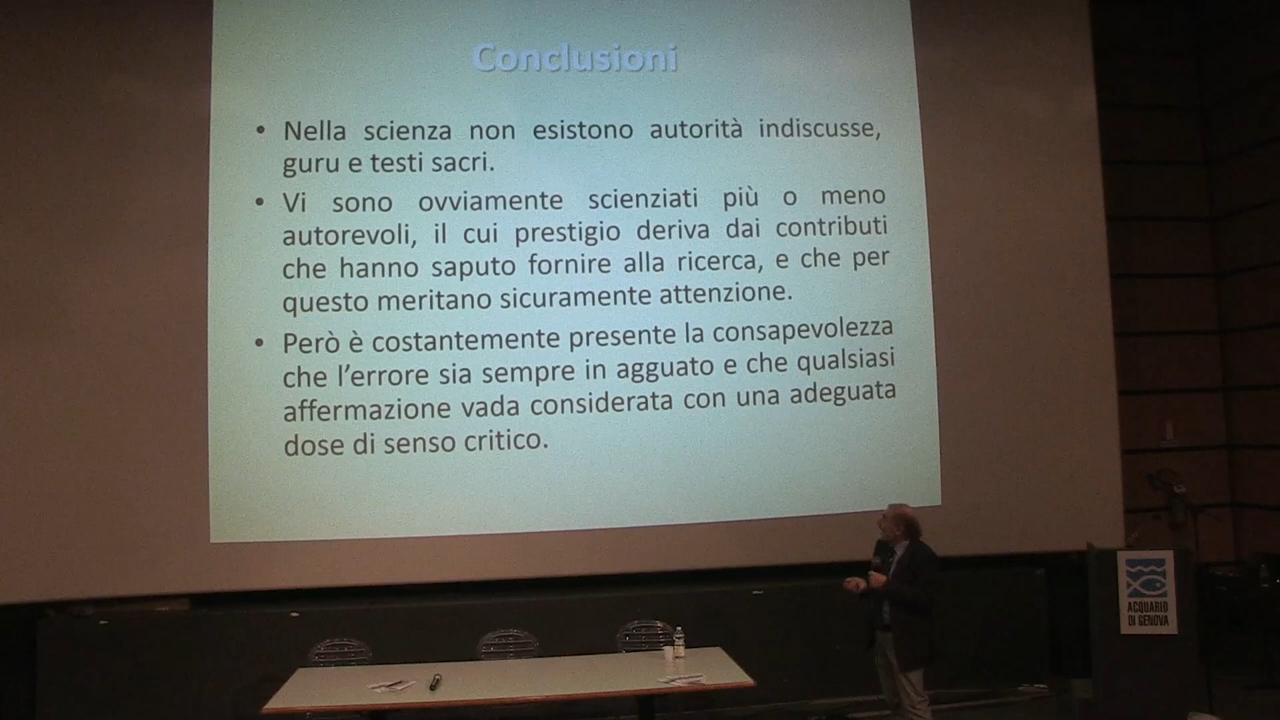 Conclusioni
• Nella scienza non esistono autorità indiscusse,
guru e testi sacri.
• Vi sono ovviamente scienziati più o meno
autorevoli, il cui prestigio deriva dai contributi
che hanno saputo fornire alla ricerca, e che per
questo meritano sicuramente attenzione.
• Però è costantemente presente la consapevolezza
che l'errore sia sempre in agguato e che qualsiasi
affermazione vada considerata con una adeguata
dose di senso critico.
ACQUARIO
DI GENOVA